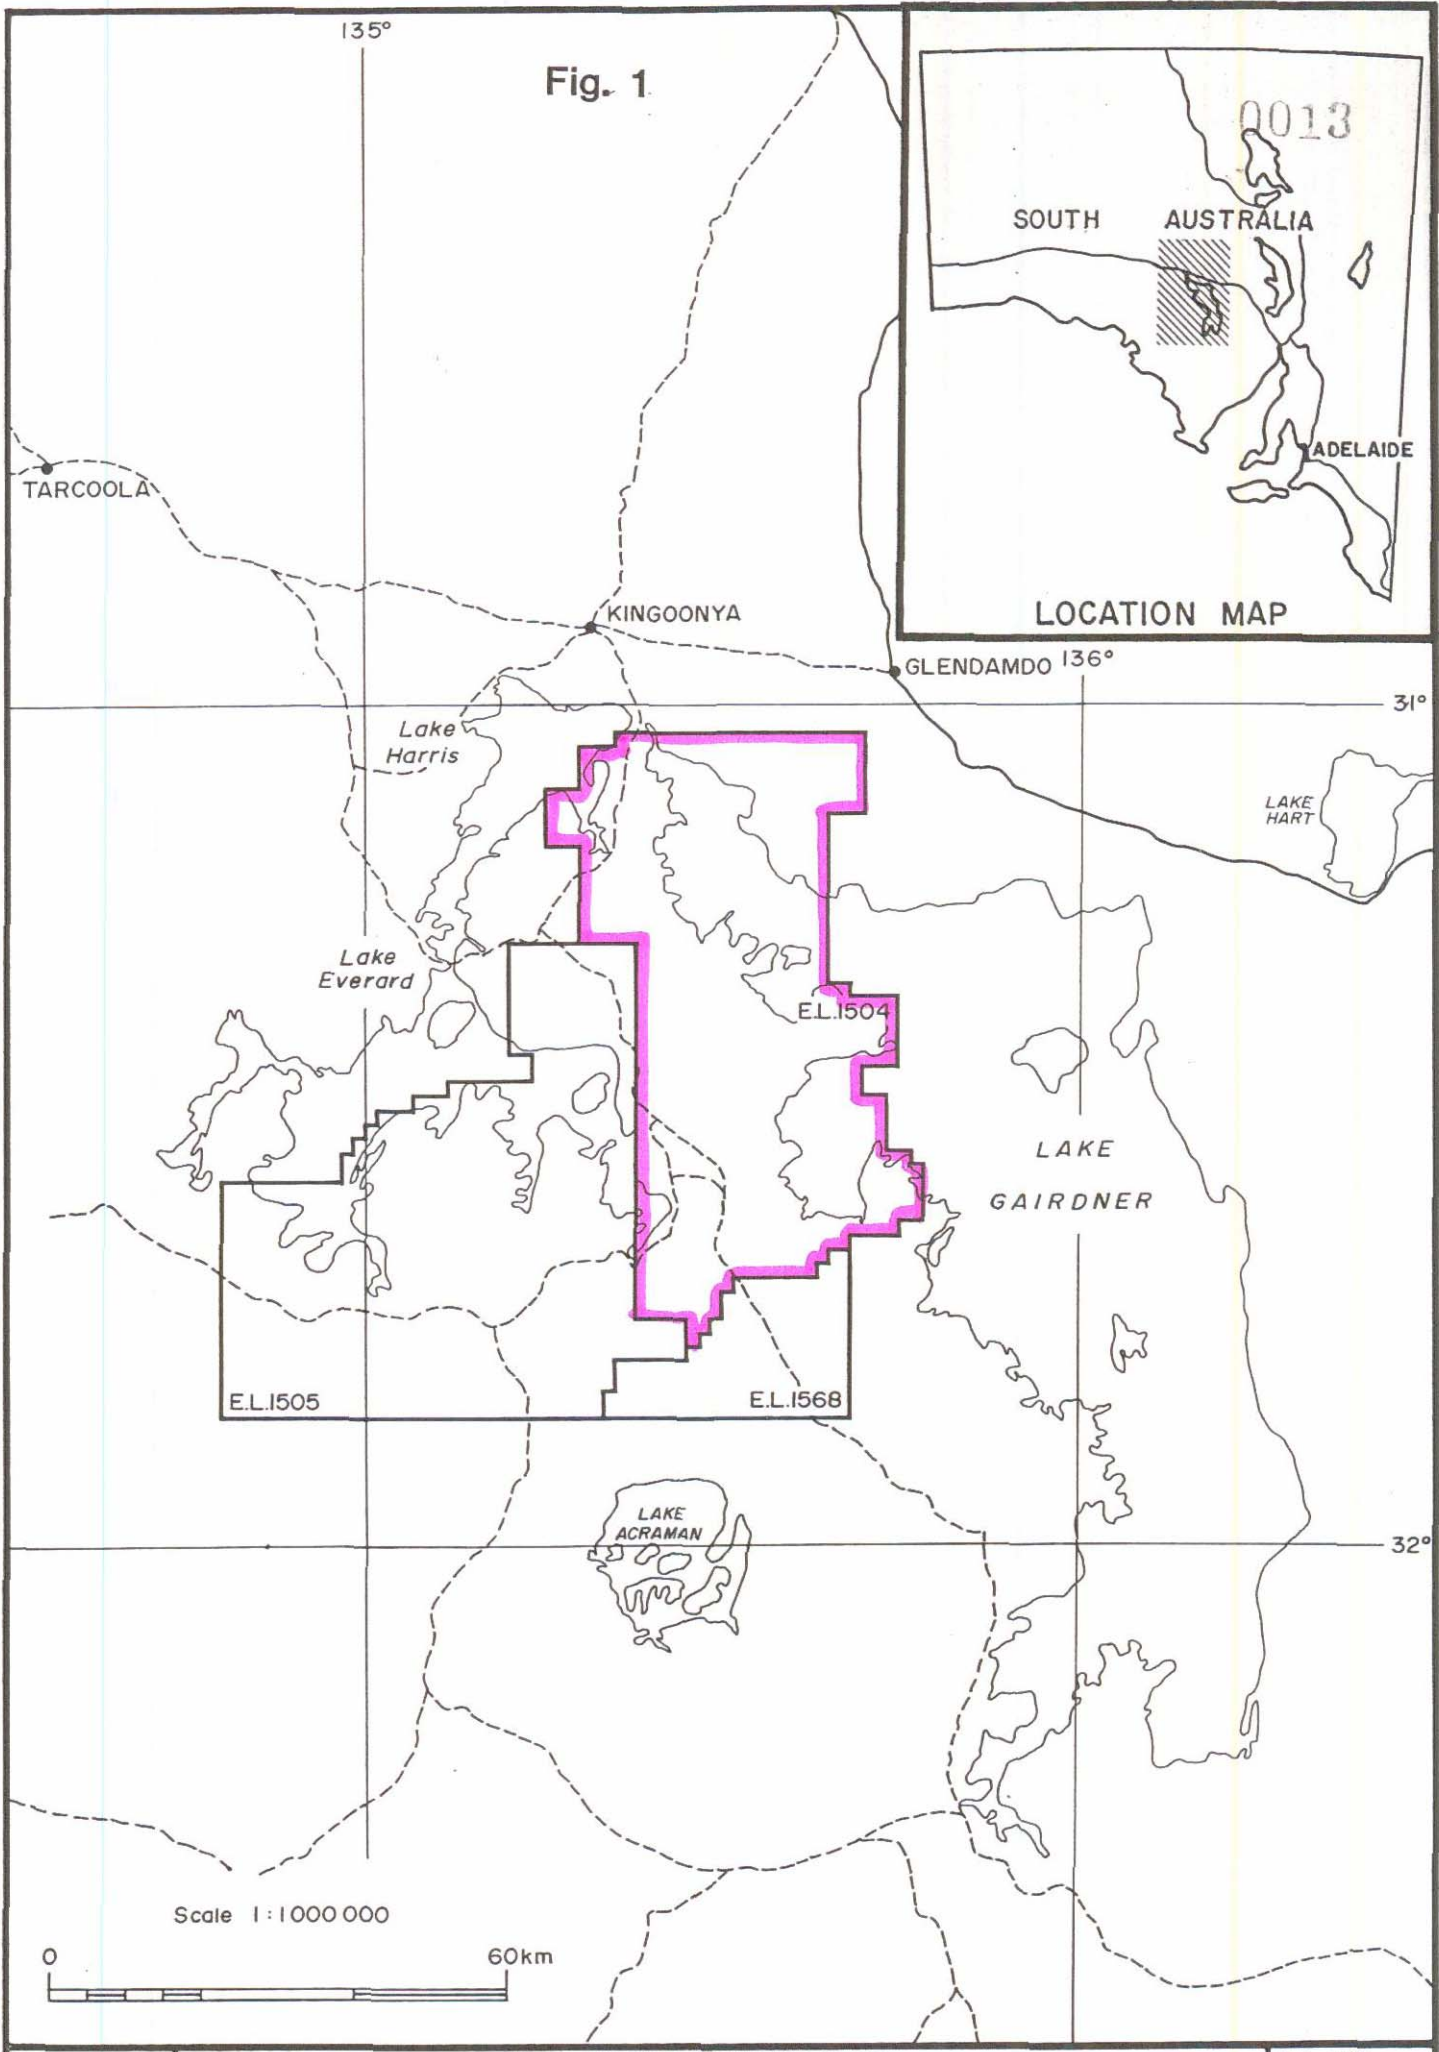 135°
Fig. 1
0013
SOUTH AUSTRALIA
ADELAIDE
LOCATION MAP
TARCOOLA
KINGOONYA
GLENDAMDO
136°
31°
Lake
Harris
LAKE
HART
Lake
Everard
E.L.1504
LAKE
GAIRDNER
E.L.1505
E.L.1568
LAKE
ACRAMAN
32°
Scale 1:1000 000
0
60km